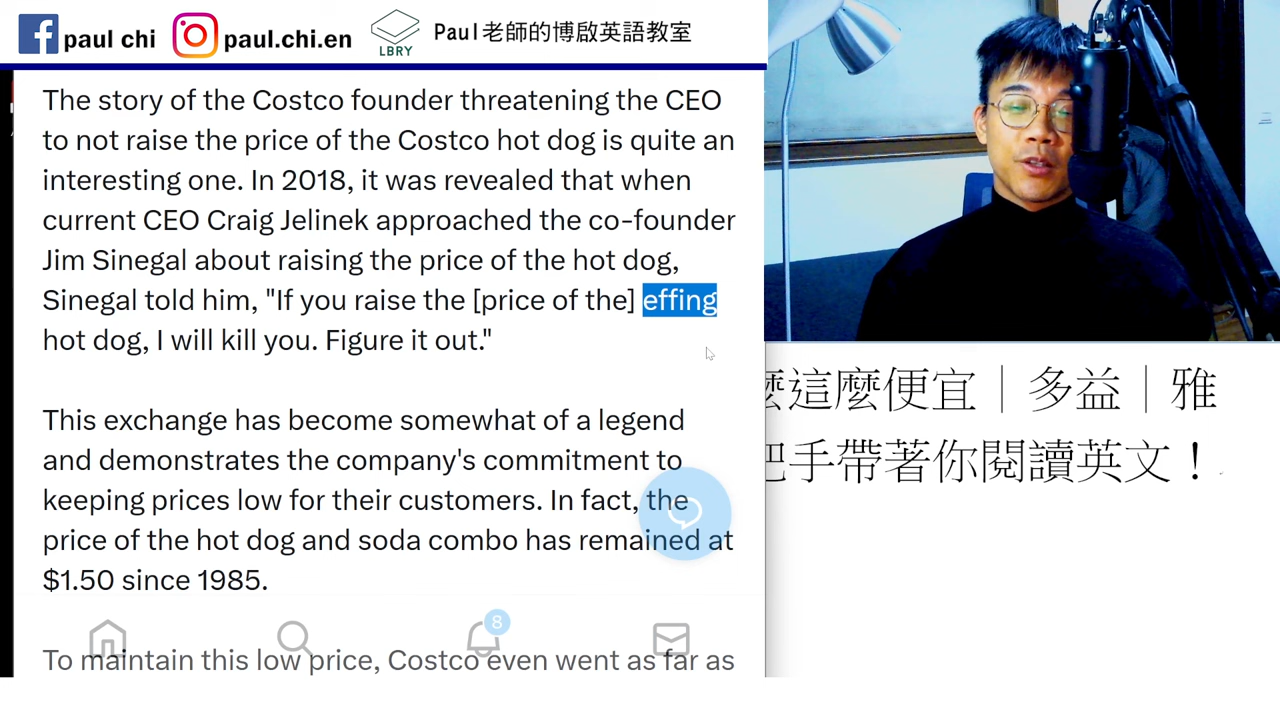 paul chi
paul.chi.en
LBRY
Paul老師的博啟英語教室
The story of the Costco founder threatening the CEO
to not raise the price of the Costco hot dog is quite an
interesting one. In 2018, it was revealed that when
current CEO Craig Jelinek approached the co-founder
Jim Sinegal about raising the price of the hot dog,
Sinegal told him, "If you raise the [price of the] effing
hot dog, I will kill you. Figure it out."
This exchange has become somewhat of a legend
and demonstrates the company's commitment to
keeping prices low for their customers. In fact, the
price of the hot dog and soda combo has remained at
$1.50 since 1985.
8
To maintain this low price, Costco even went as far as
麼這麼便宜｜多益｜雅
把手帶著你閱讀英文！